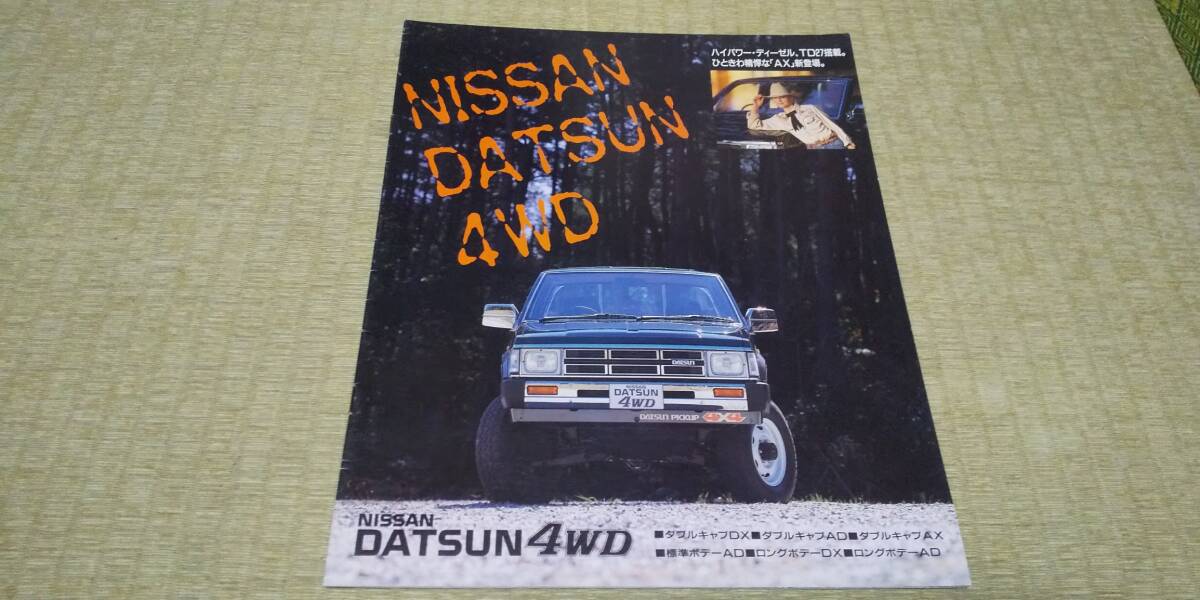 NISSAN
DATSUN
4WD
ハイパワー・ディーゼル、TD27搭載。
ひときわ精悍な「AX」新登場。
DATSUN
NISSAN
DATSUN
4WD
DATSUN PICKUP 4X4
NISSAN
DATSUN 4WD
■ダブルキャブDX■ダブルキャブAD■ダブルキャブAX
■標準ボデーAD■ロングボデーDX■ロングボデーAD